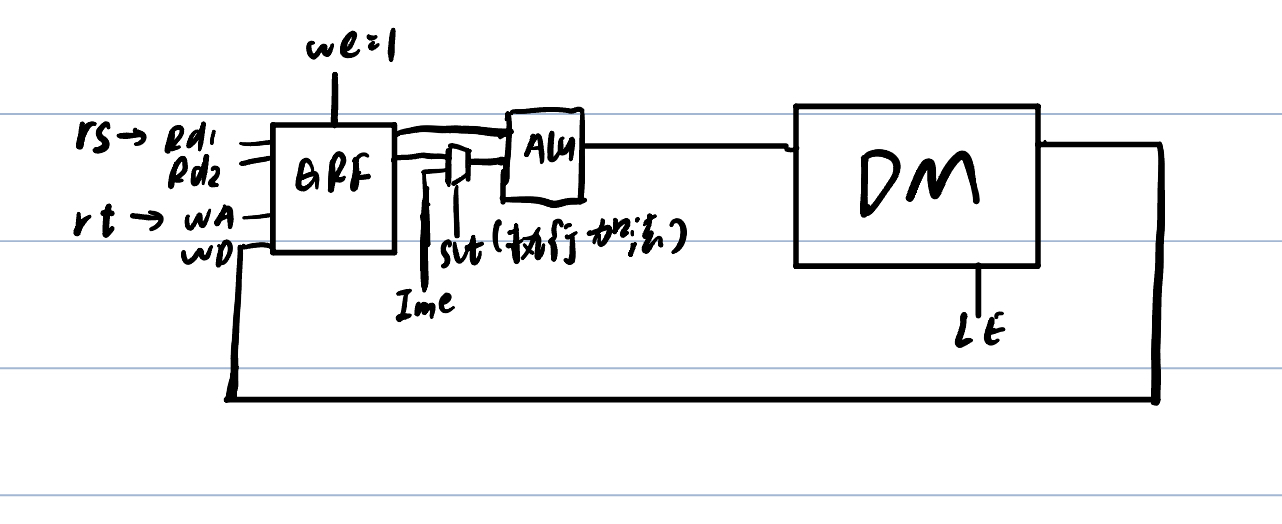 we=1
rs→ Rd1
Rd2
rt→ WA
WD
GRF
ALU
DM
sut(执行加法)
Ime
LE